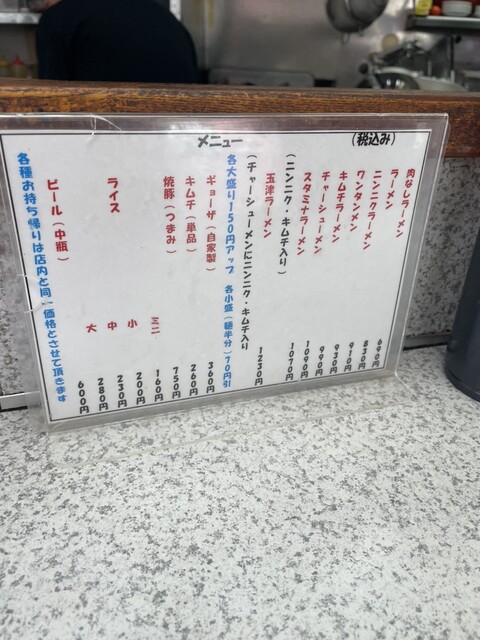 メニュー （税込み）
肉なしラーメン 690円
ラーメン 830円
ニンニクラーメン 910円
ワンタンメン 930円
キムチラーメン 990円
チャーシューメン 1090円
スタミナラーメン 1070円
（ニンニク・キムチ入り）
玉津ラーメン 1230円
（チャーシューメンにニンニク・キムチ入り
各大盛り150円アップ 各小盛（麺半分）70円引
ギョーザ（自家製） 360円
キムチ（単品） 260円
焼豚（つまみ） 750円
ミニ 160円
小 200円
ライス 中 230円
大 280円
ビール（中瓶） 600円
各種お持ち帰りは店内と同一価格とさせて頂きます